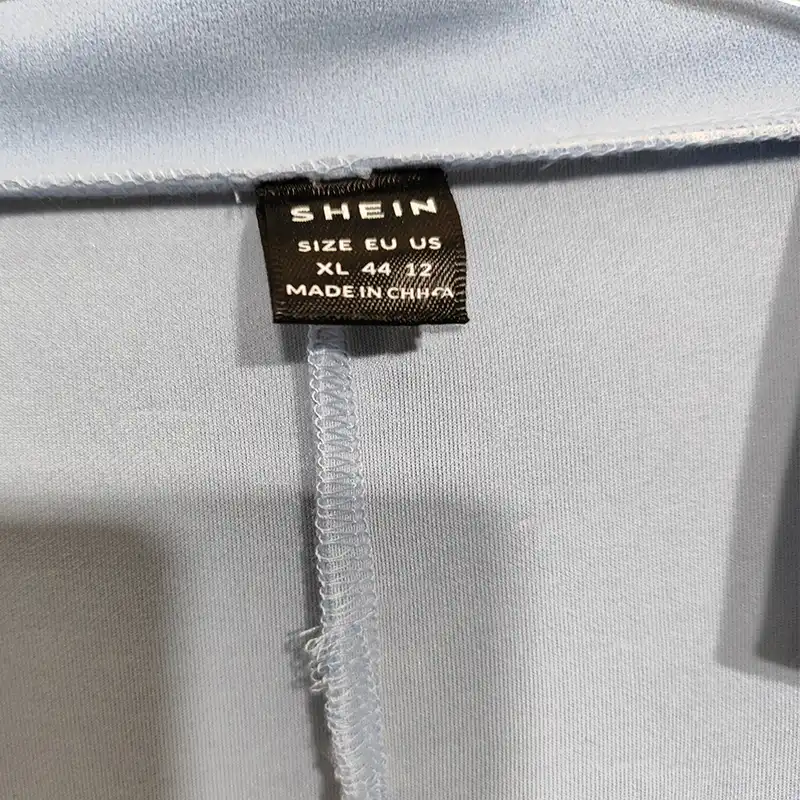 SHEIN
SIZE EU US
XL 44 12
MADE IN CHINA